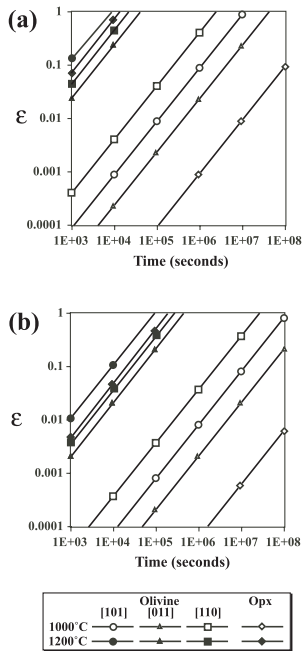 (a)
1
0.1
ε
0.01
0.001
0.0001
1E+03 1E+04 1E+05 1E+06 1E+07 1E+08
Time (seconds)
(b)
1
0.1
ε
0.01
0.001
0.0001
1E+03 1E+04 1E+05 1E+06 1E+07 1E+08
Time (seconds)
Olivine Opx
[101] [011] [110]
1000°C
1200°C